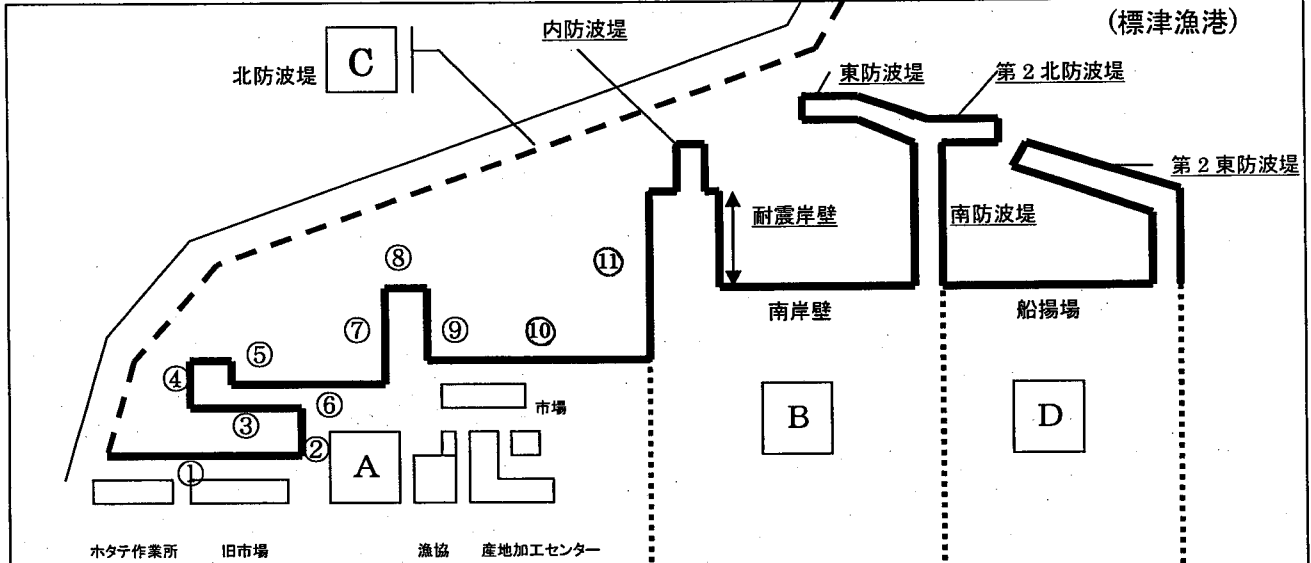 (標津漁港)
内防波堤
北防波堤
C
東防波堤
第2北防波堤
第2東防波堤
耐震岸壁
南防波堤
⑧
⑪
⑦
⑨
⑩
南岸壁
船揚場
⑤
④
⑥
③
市場
②
①
A
B
D
ホタテ作業所
旧市場
漁協
産地加工センター